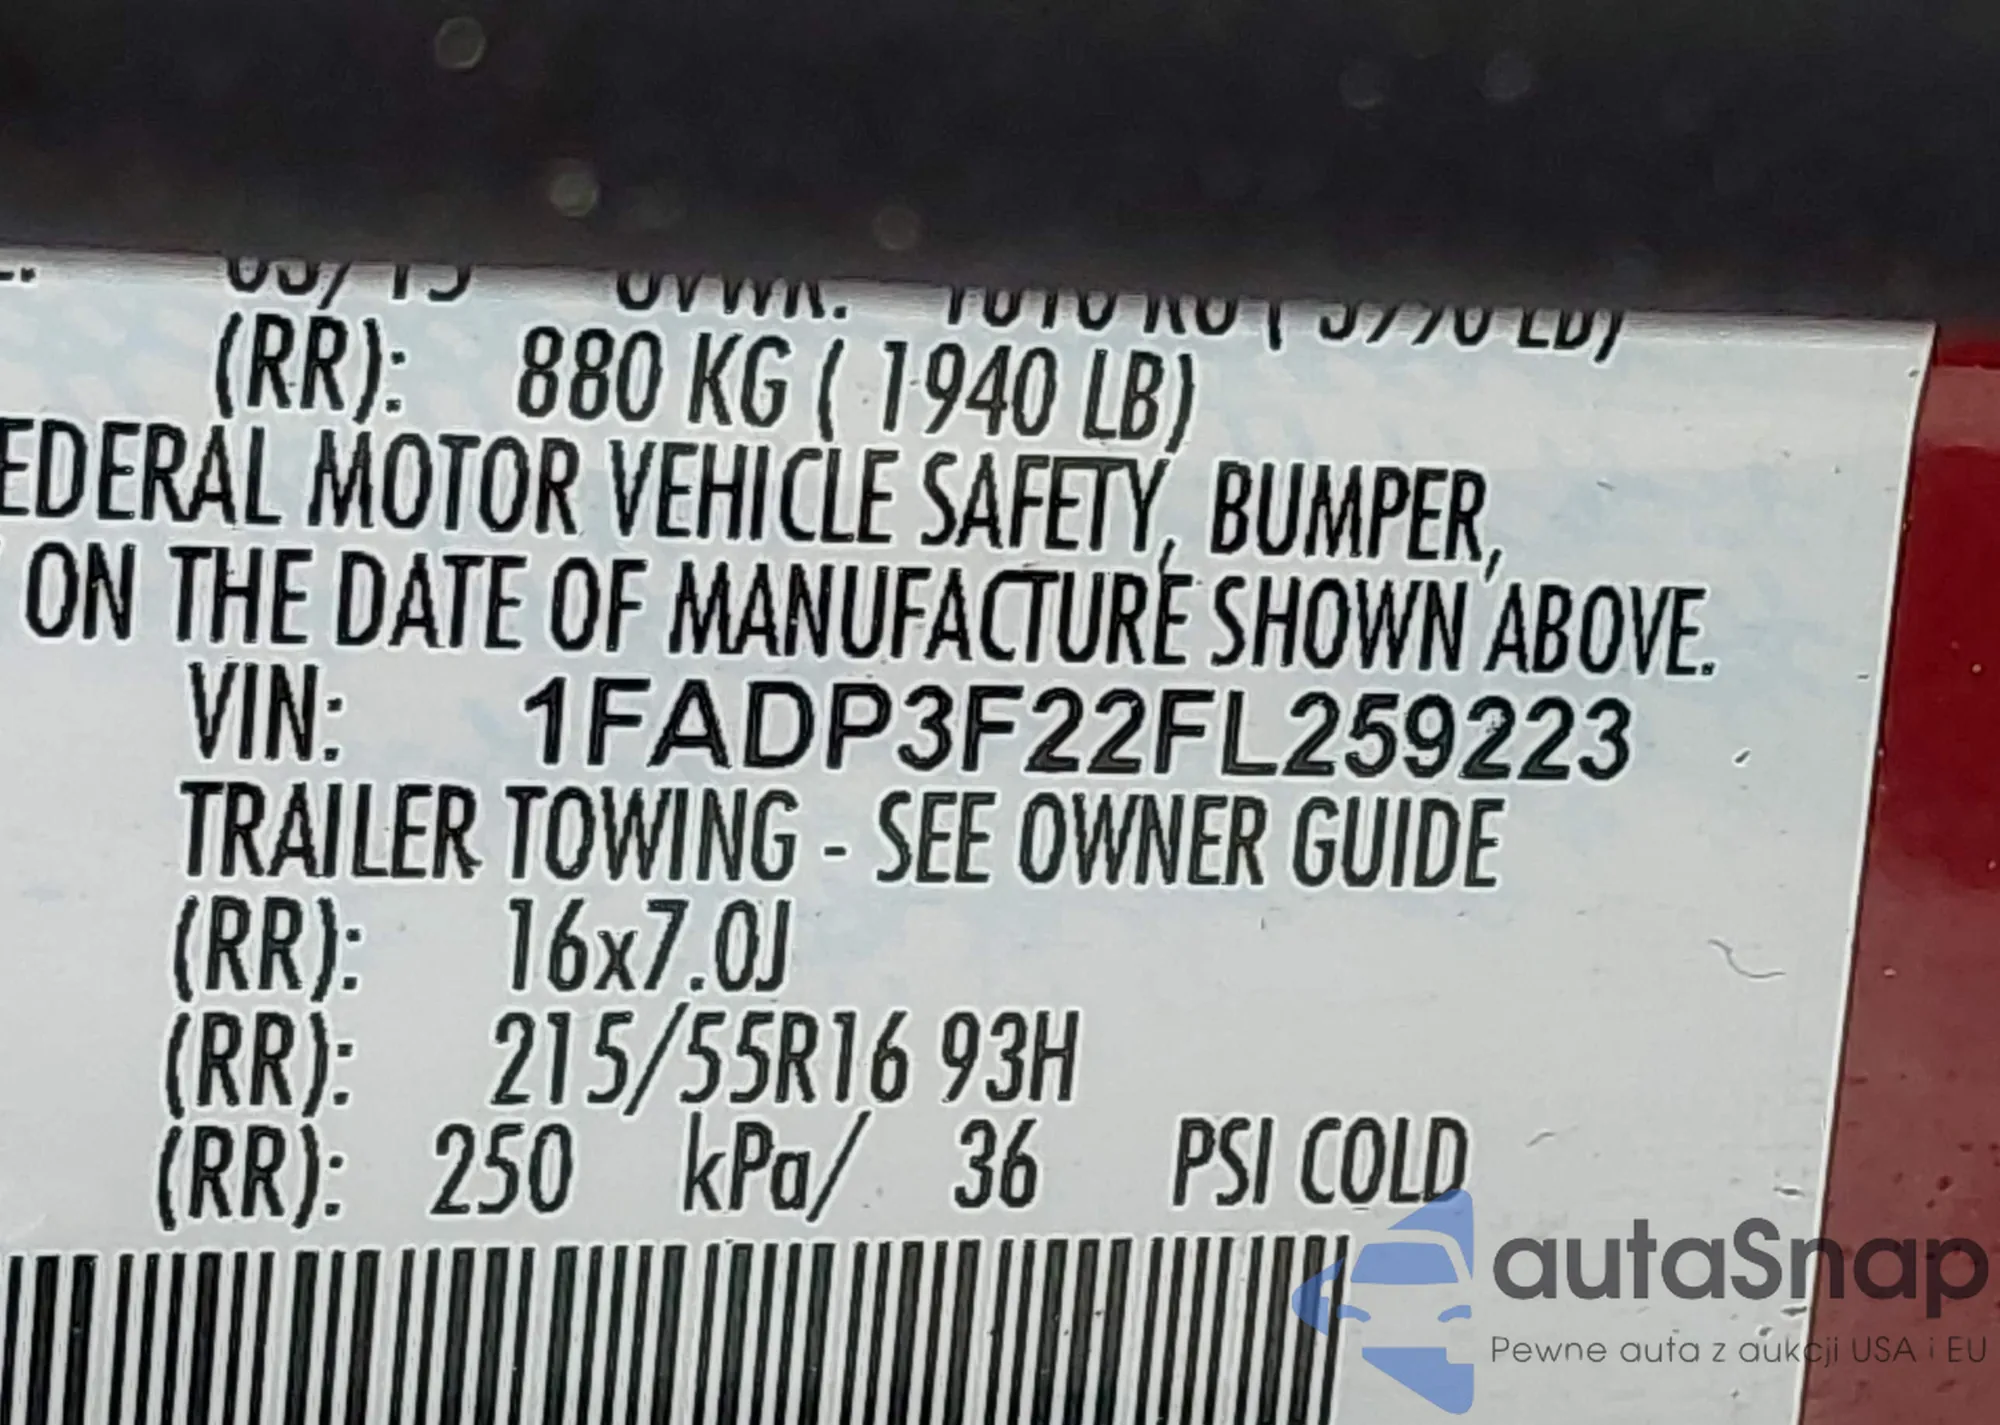 (RR): 880 KG ( 1940 LB)
EDERAL MOTOR VEHICLE SAFETY, BUMPER,
ON THE DATE OF MANUFACTURE SHOWN ABOVE.
VIN: 1FADP3F22FL259223
TRAILER TOWING - SEE OWNER GUIDE
(RR): 16x7.0J
(RR): 215/55R16 93H
(RR): 250 kPa/ 36 PSI COLD
autaSnap
Pewne auta z aukcji USA i EU